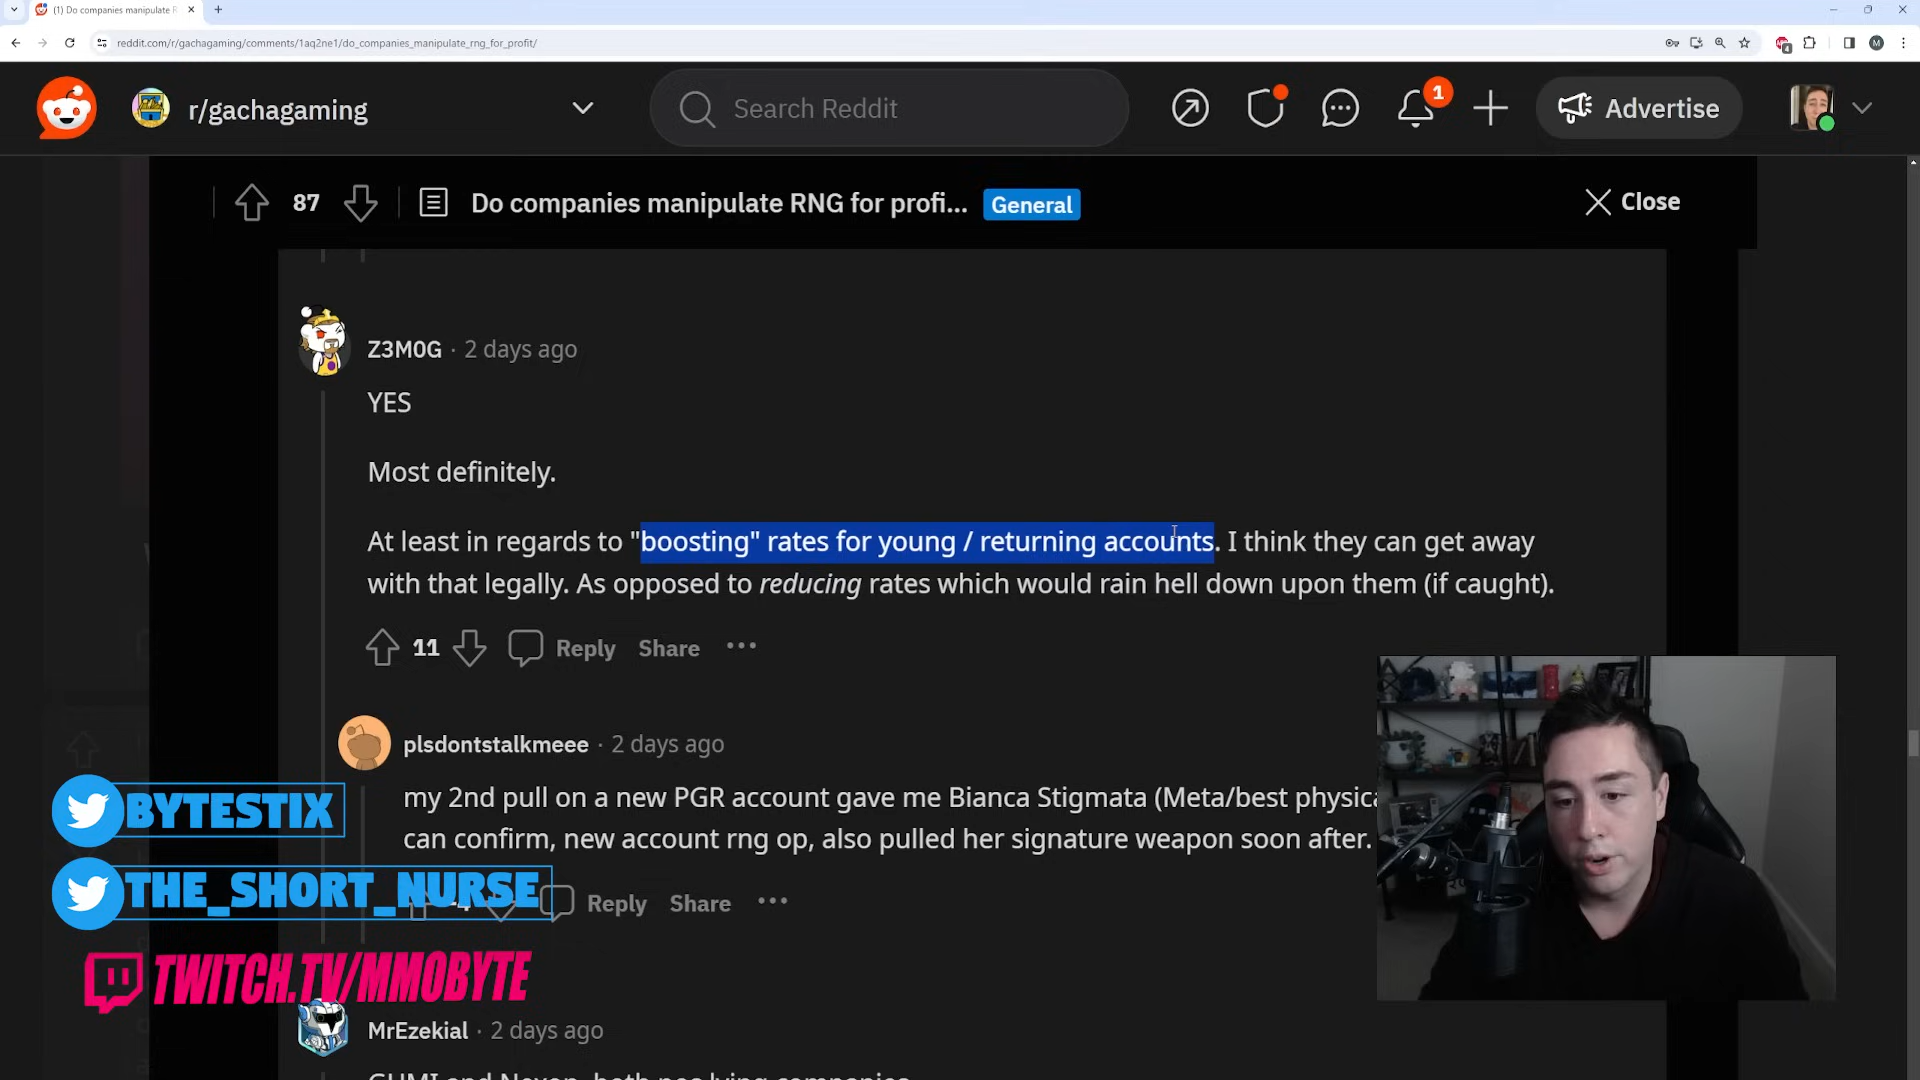 (1) Do companies manipulate R
reddit.com/r/gachagaming/comments/1aq2ne1/do_companies_manipulate_rng_for_profit/
4
M
r/gachagaming
Search Reddit
1
Advertise
87
Do companies manipulate RNG for profi...
General
Close
Z3M0G · 2 days ago
YES
Most definitely.
At least in regards to "boosting" rates for young / returning accounts. I think they can get away
with that legally. As opposed to reducing rates which would rain hell down upon them (if caught).
11
Reply
Share
plsdontstalkmeee · 2 days ago
my 2nd pull on a new PGR account gave me Bianca Stigmata (Meta/best physica
can confirm, new account rng op, also pulled her signature weapon soon after.
BYTESTIX
THE_SHORT_NURSE
Reply
Share
TWITCH.TV/MMOBYTE
MrEzekial · 2 days ago